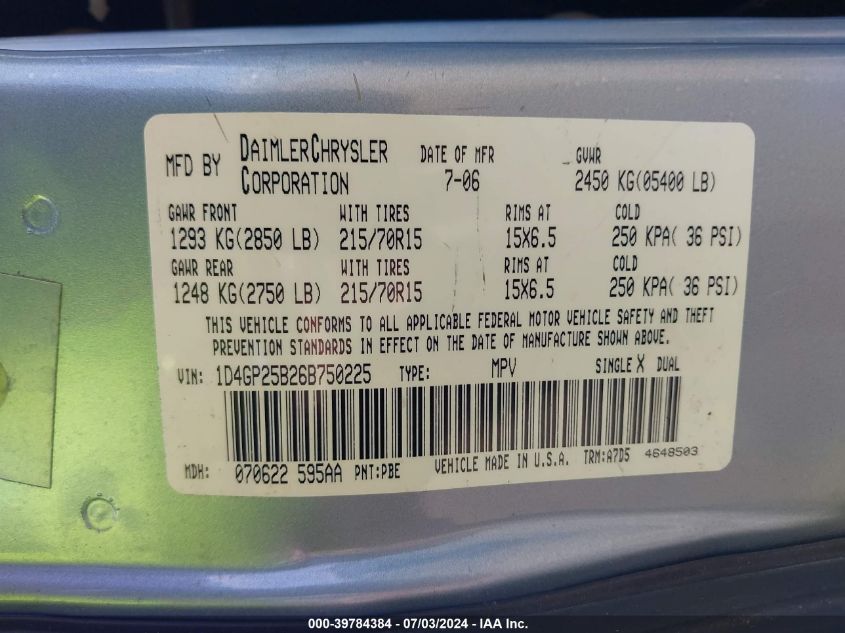 MFD BY DAIMLERCHRYSLER CORPORATION DATE OF MFR 7-06 GVWR 2450 KG(05400 LB)
GAWR FRONT WITH TIRES RIMS AT COLD
1293 KG(2850 LB) 215/70R15 15X6.5 250 KPA( 36 PSI)
GAWR REAR WITH TIRES RIMS AT COLD
1248 KG(2750 LB) 215/70R15 15X6.5 250 KPA( 36 PSI)
THIS VEHICLE CONFORMS TO ALL APPLICABLE FEDERAL MOTOR VEHICLE SAFETY AND THEFT
PREVENTION STANDARDS IN EFFECT ON THE DATE OF MANUFACTURE SHOWN ABOVE.
VIN: 1D4GP25B26B750225 TYPE: MPV SINGLE X DUAL
MDH: 070622 595AA PNT:PBE VEHICLE MADE IN U.S.A. TRM:A7D5 4648503
000-39784384 / 07/03/2024 - IAA Inc.